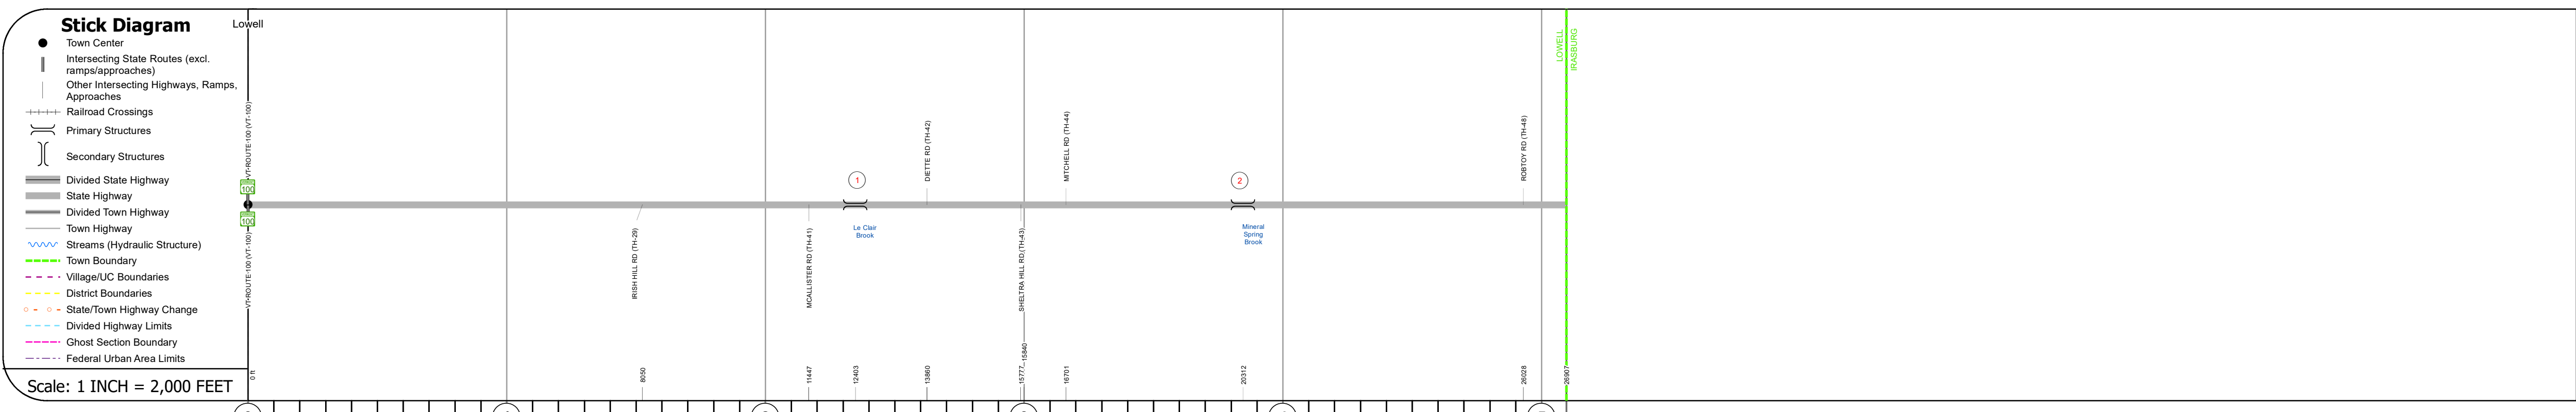 Stick Diagram
Town Center
Intersecting State Routes (excl.
ramps/approaches)
Other Intersecting Highways, Ramps,
Approaches
Railroad Crossings
Primary Structures
Secondary Structures
Divided State Highway
State Highway
Divided Town Highway
Town Highway
Streams (Hydraulic Structure)
Town Boundary
Village/UC Boundaries
District Boundaries
State/Town Highway Change
Divided Highway Limits
Ghost Section Boundary
Federal Urban Area Limits
Scale: 1 INCH = 2,000 FEET
Lowell
VT-ROUTE-100 (VT-100)
100
100
VT-ROUTE-100 (VT-100)
0 ft
IRISH HILL RD (TH-29)
8050
MCALLISTER RD (TH-41)
11447
1
Le Clair
Brook
12403
DIETTE RD (TH-42)
13860
SHELTRA HILL RD (TH-43)
15777
15840
MITCHELL RD (TH-44)
16701
2
Mineral
Spring
Brook
20312
ROBTOY RD (TH-48)
26028
LOWELL
IRASBURG
26907